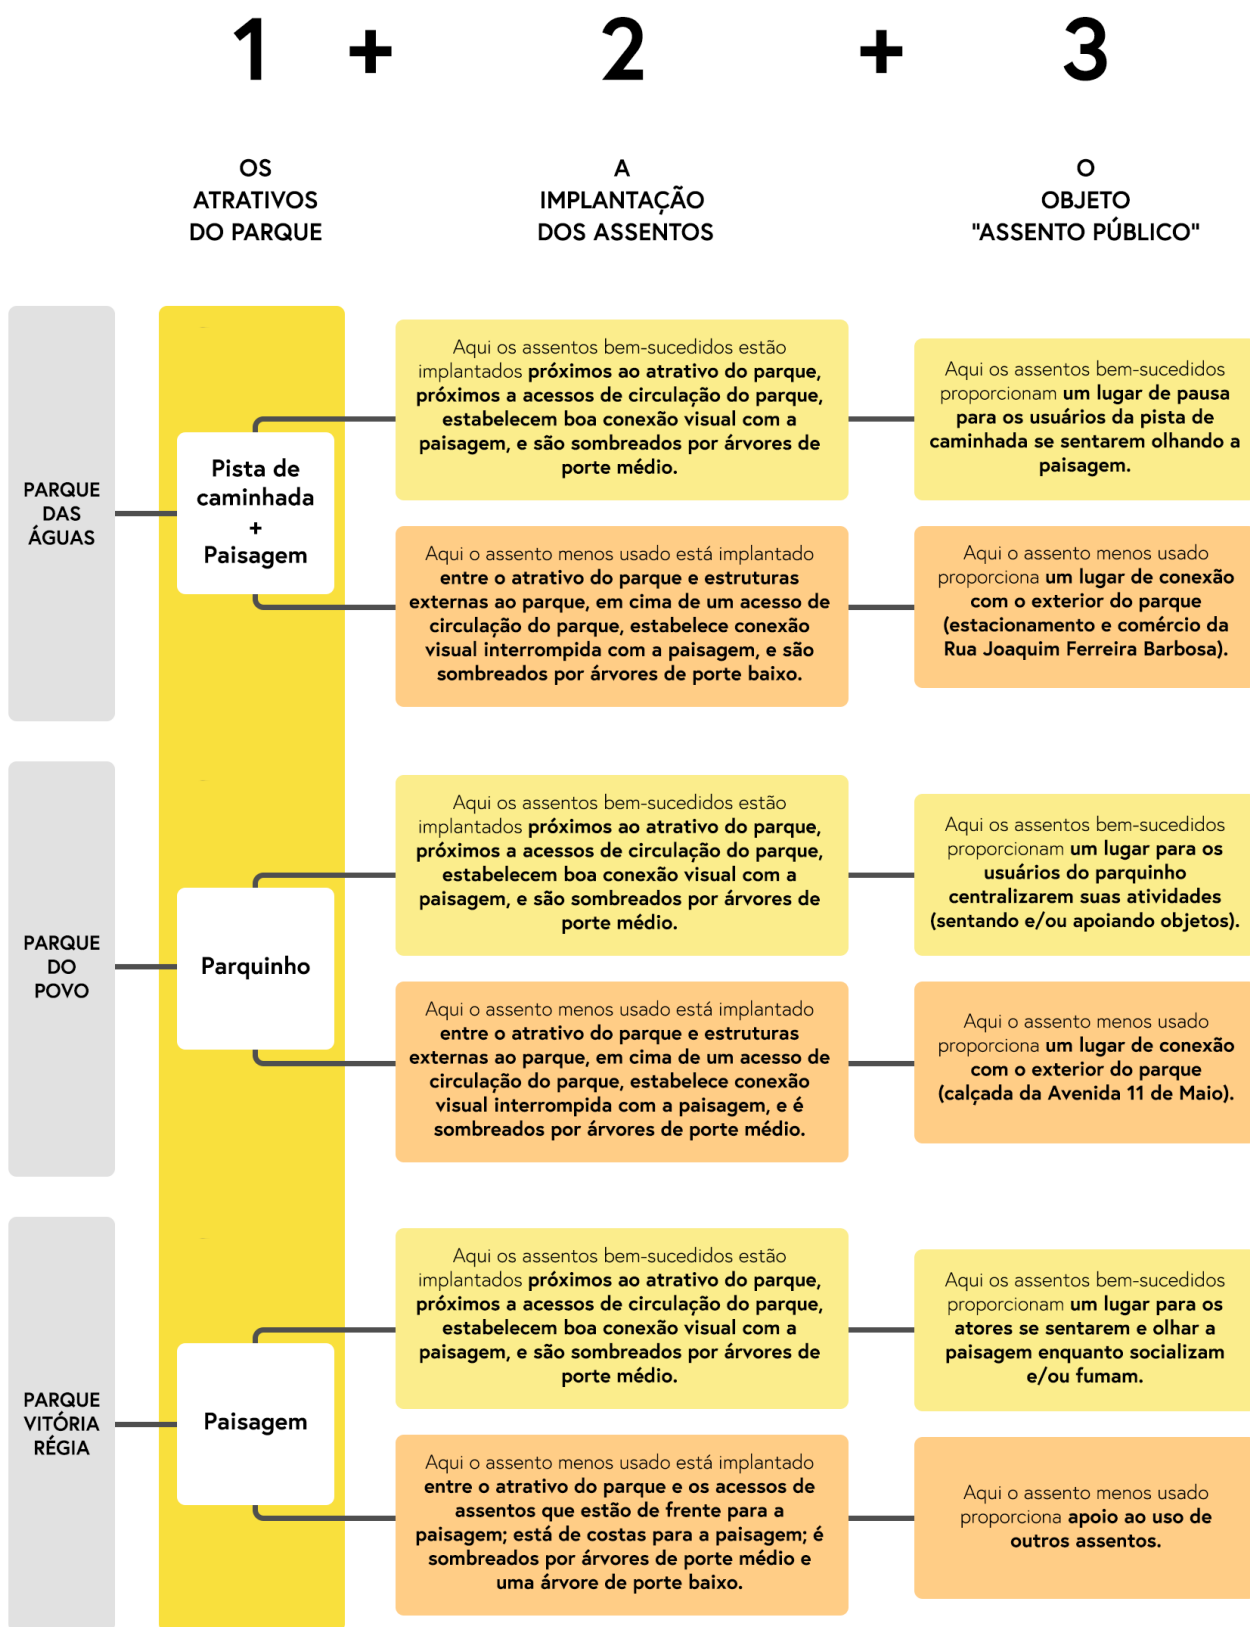 1 + 2 + 3
OS
ATRATIVOS
DO PARQUE
A
IMPLANTAÇÃO
DOS ASSENTOS
O
OBJETO
"ASSENTO PÚBLICO"
PARQUE
DAS
ÁGUAS
Pista de
caminhada
+
Paisagem
Aqui os assentos bem-sucedidos estão
implantados próximos ao atrativo do parque,
próximos a acessos de circulação do parque,
estabelecem boa conexão visual com a
paisagem, e são sombreados por árvores de
porte médio.
Aqui os assentos bem-sucedidos
proporcionam um lugar de pausa
para os usuários da pista de
caminhada se sentarem olhando a
paisagem.
Aqui o assento menos usado está implantado
entre o atrativo do parque e estruturas
externas ao parque, em cima de um acesso de
circulação do parque, estabelece conexão
visual interrompida com a paisagem, e são
sombreados por árvores de porte baixo.
Aqui o assento menos usado
proporciona um lugar de conexão
com o exterior do parque
(estacionamento e comércio da
Rua Joaquim Ferreira Barbosa).
PARQUE
DO
POVO
Parquinho
Aqui os assentos bem-sucedidos estão
implantados próximos ao atrativo do parque,
próximos a acessos de circulação do parque,
estabelecem boa conexão visual com a
paisagem, e são sombreados por árvores de
porte médio.
Aqui os assentos bem-sucedidos
proporcionam um lugar para os
usuários do parquinho
centralizarem suas atividades
(sentando e/ou apoiando objetos).
Aqui o assento menos usado está implantado
entre o atrativo do parque e estruturas
externas ao parque, em cima de um acesso de
circulação do parque, estabelece conexão
visual interrompida com a paisagem, e é
sombreados por árvores de porte médio.
Aqui o assento menos usado
proporciona um lugar de conexão
com o exterior do parque
(calçada da Avenida 11 de Maio).
PARQUE
VITÓRIA
RÉGIA
Paisagem
Aqui os assentos bem-sucedidos estão
implantados próximos ao atrativo do parque,
próximos a acessos de circulação do parque,
estabelecem boa conexão visual com a
paisagem, e são sombreados por árvores de
porte médio.
Aqui os assentos bem-sucedidos
proporcionam um lugar para os
atores se sentarem e olhar a
paisagem enquanto socializam
e/ou fumam.
Aqui o assento menos usado está implantado
entre o atrativo do parque e os acessos de
assentos que estão de frente para a
paisagem; está de costas para a paisagem; é
sombreados por árvores de porte médio e
uma árvore de porte baixo.
Aqui o assento menos usado
proporciona apoio ao uso de
outros assentos.